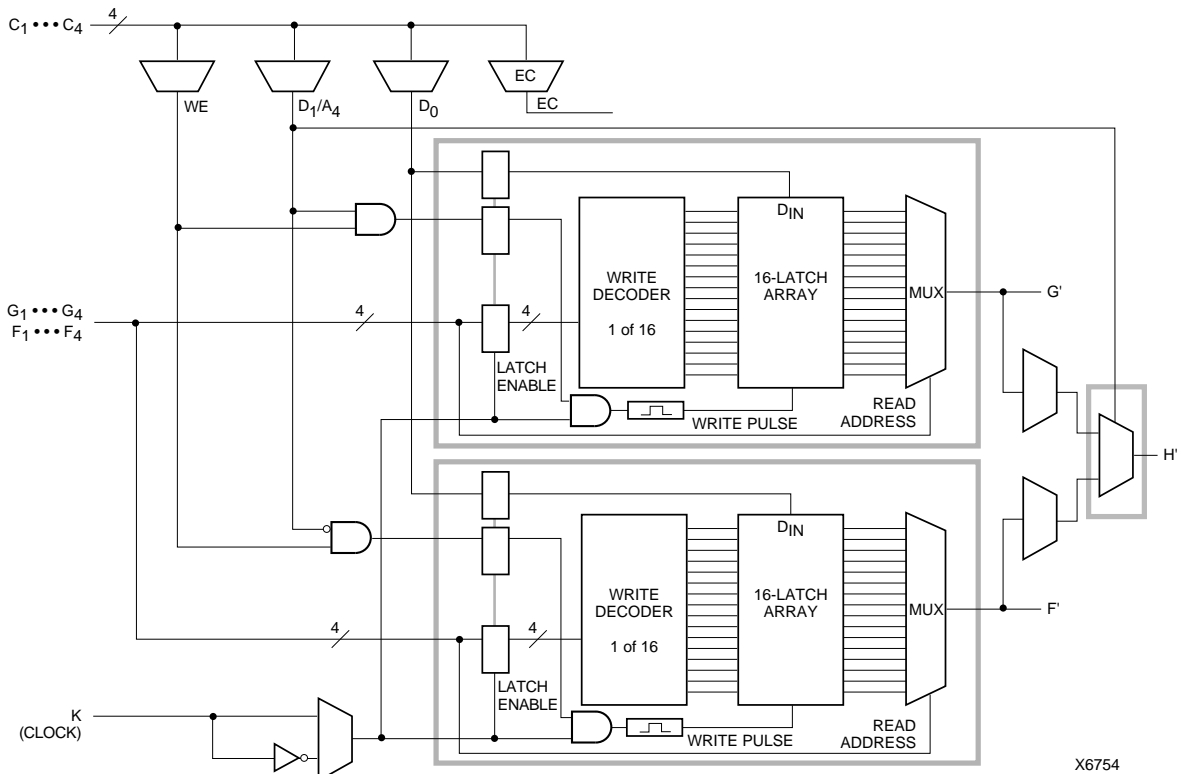 C1 ••• C4
4
EC
WE
D1/A4
D0
EC
DIN
WRITE
DECODER
1 of 16
16-LATCH
ARRAY
MUX
G'
G1 ••• G4
F1 ••• F4
4
4
LATCH
ENABLE
WRITE PULSE
READ
ADDRESS
H'
DIN
WRITE
DECODER
1 of 16
16-LATCH
ARRAY
MUX
F'
4
4
LATCH
ENABLE
WRITE PULSE
READ
ADDRESS
K
(CLOCK)
X6754